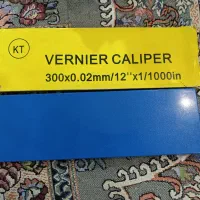 KT
VERNIER CALIPER
300x0.02mm/12''x1/1000in